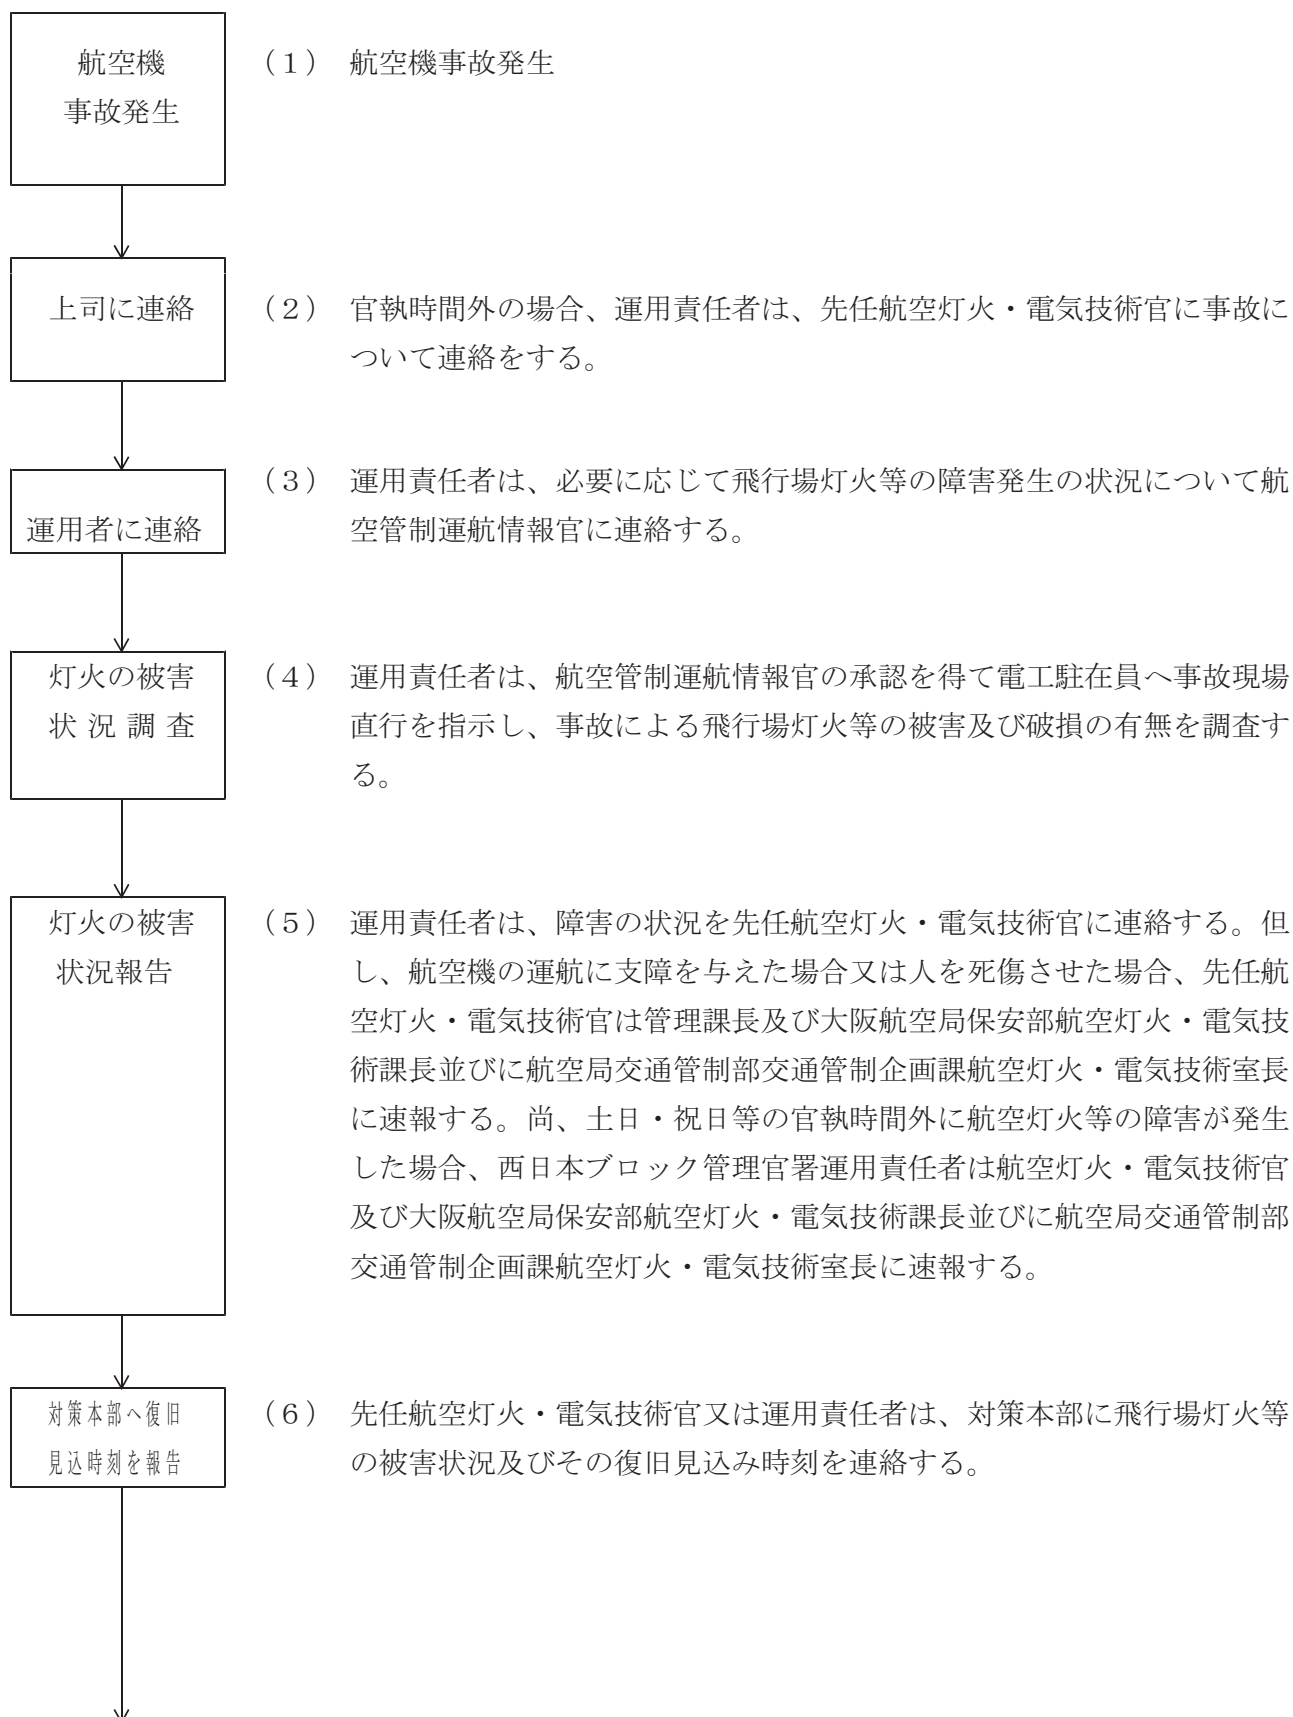 航空機
事故発生
（１） 航空機事故発生
上司に連絡
（２） 官執時間外の場合、運用責任者は、先任航空灯火・電気技術官に事故に
ついて連絡をする。
運用者に連絡
（３） 運用責任者は、必要に応じて飛行場灯火等の障害発生の状況について航
空管制運航情報官に連絡する。
灯火の被害
状況調査
（４） 運用責任者は、航空管制運航情報官の承認を得て電工駐在員へ事故現場
直行を指示し、事故による飛行場灯火等の被害及び破損の有無を調査す
る。
灯火の被害
状況報告
（５） 運用責任者は、障害の状況を先任航空灯火・電気技術官に連絡する。但
し、航空機の運航に支障を与えた場合又は人を死傷させた場合、先任航
空灯火・電気技術官は管理課長及び大阪航空局保安部航空灯火・電気技
術課長並びに航空局交通管制部交通管制企画課航空灯火・電気技術室長
に速報する。尚、土日・祝日等の官執時間外に航空灯火等の障害が発生
した場合、西日本ブロック管理官署運用責任者は航空灯火・電気技術官
及び大阪航空局保安部航空灯火・電気技術課長並びに航空局交通管制部
交通管制企画課航空灯火・電気技術室長に速報する。
対策本部へ復旧
見込時刻を報告
（６） 先任航空灯火・電気技術官又は運用責任者は、対策本部に飛行場灯火等
の被害状況及びその復旧見込み時刻を連絡する。